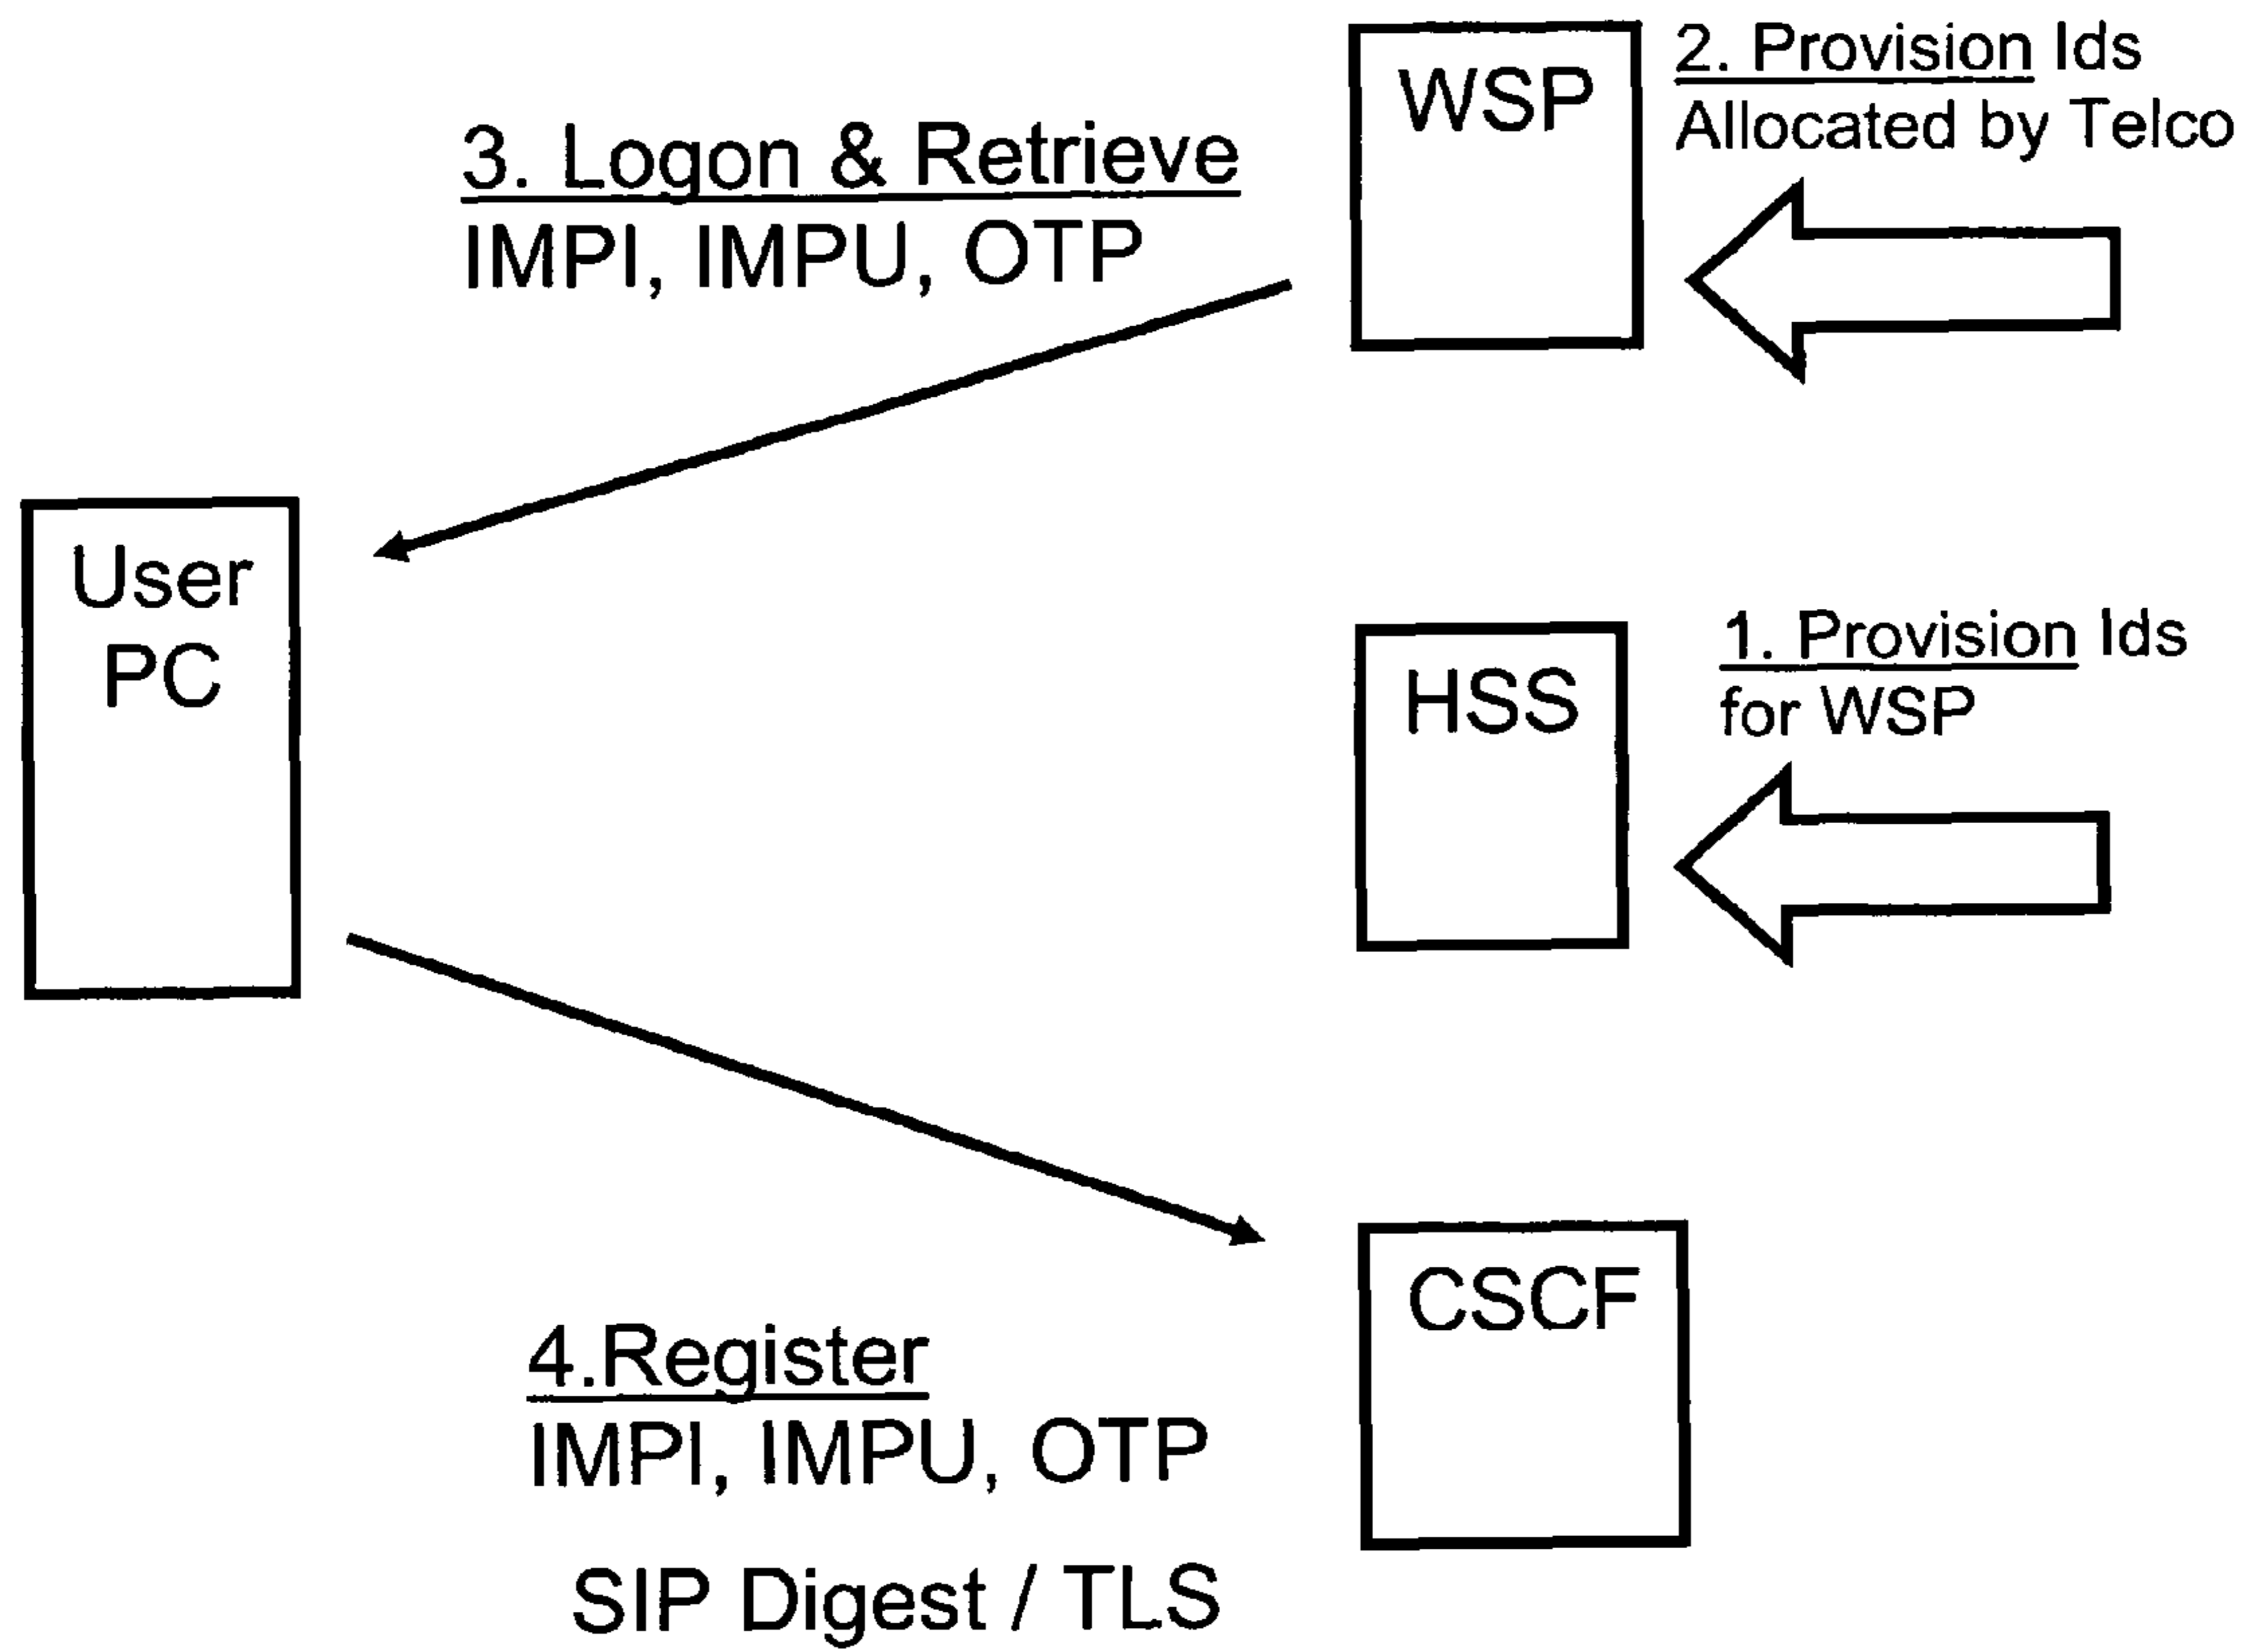 WSP
2. Provision Ids
Allocated by Telco
3. Logon & Retrieve
IMPI, IMPU, OTP
User
PC
HSS
1. Provision Ids
for WSP
CSCF
4.Register
IMPI, IMPU, OTP
SIP Digest / TLS